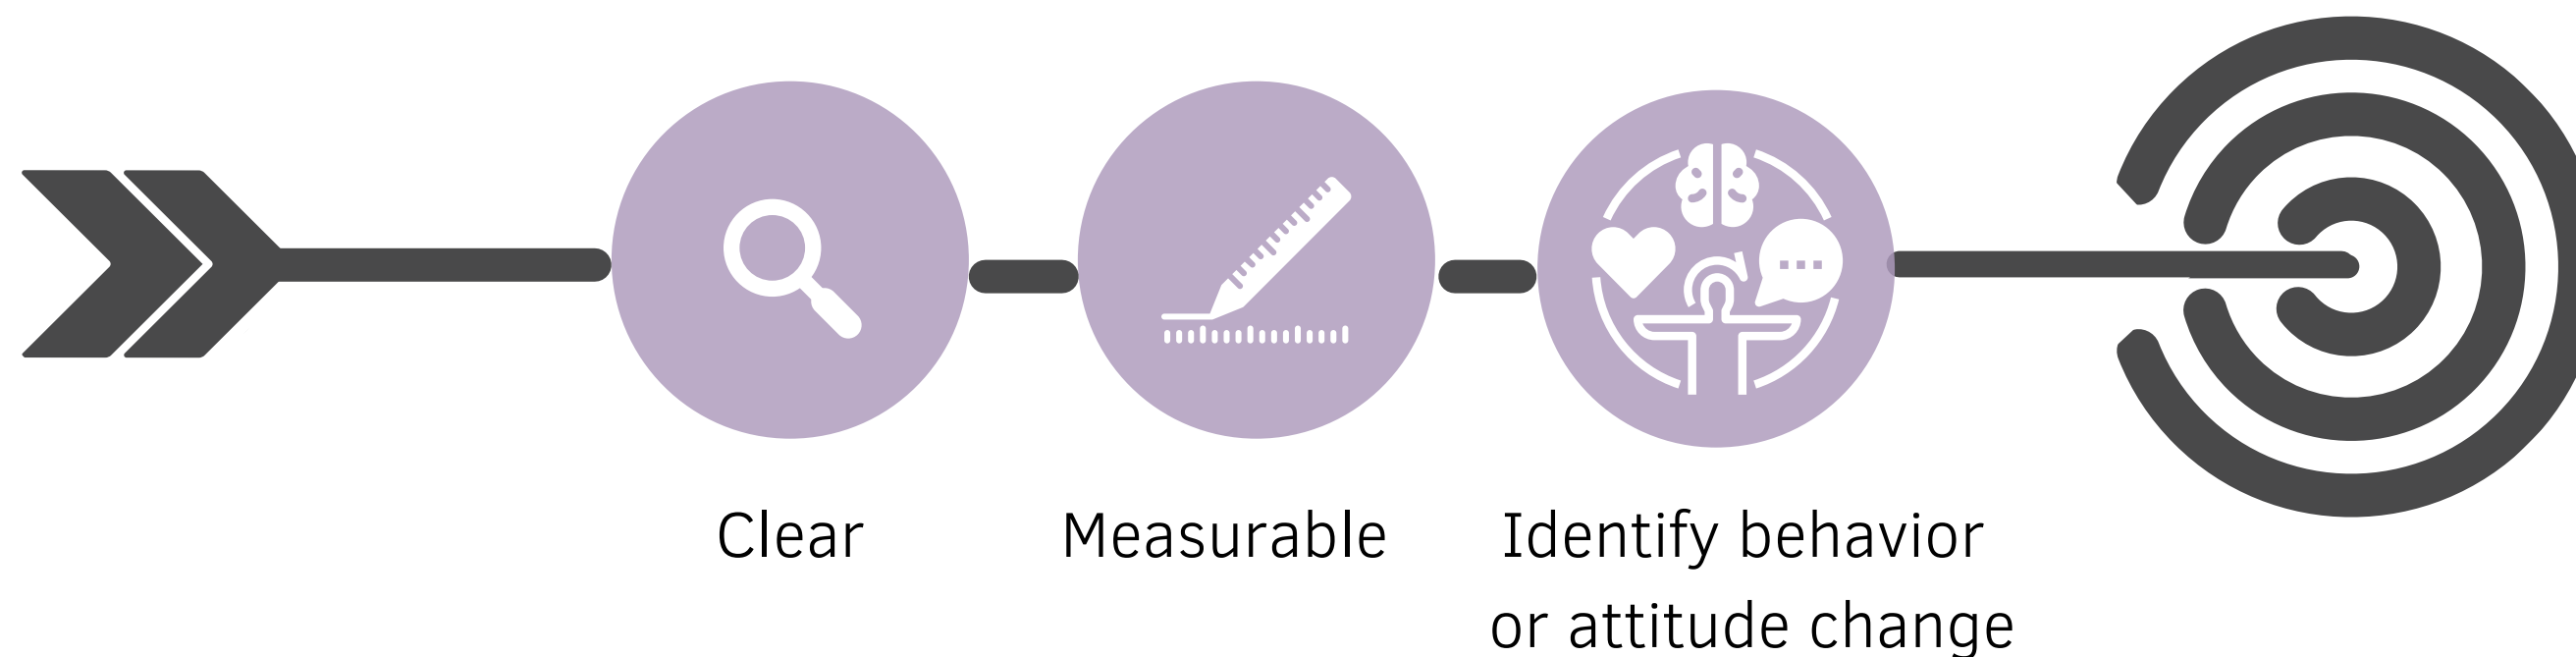 Clear
Measurable
Identify behavior
or attitude change